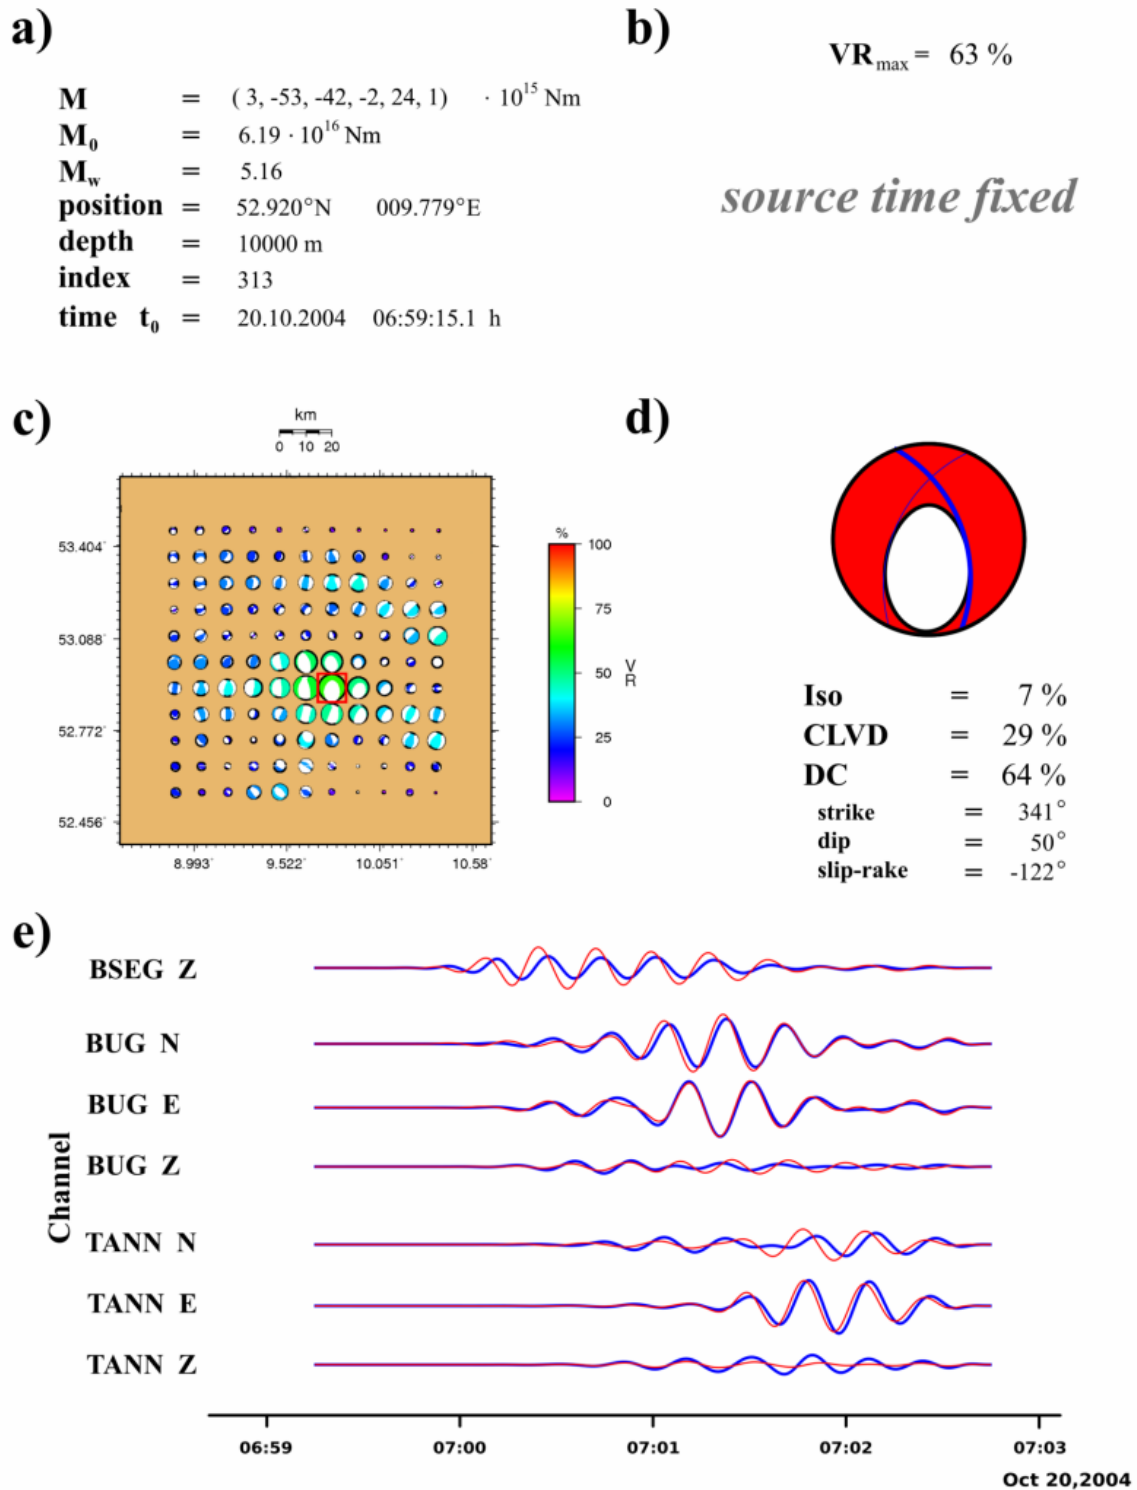 a)
M = ( 3, -53, -42, -2, 24, 1) · 10^15 Nm
M_0 = 6.19 · 10^16 Nm
M_w = 5.16
position = 52.920°N 009.779°E
depth = 10000 m
index = 313
time t_0 = 20.10.2004 06:59:15.1 h
b)
VR_max = 63 %
source time fixed
c)
km
0 10 20
53.404°
53.088°
52.772°
52.456°
8.993° 9.522° 10.051° 10.58°
%
100
75
50
25
0
VR
d)
Iso = 7 %
CLVD = 29 %
DC = 64 %
strike = 341°
dip = 50°
slip-rake = -122°
e)
Channel
BSEG Z
BUG N
BUG E
BUG Z
TANN N
TANN E
TANN Z
06:59 07:00 07:01 07:02 07:03
Oct 20,2004